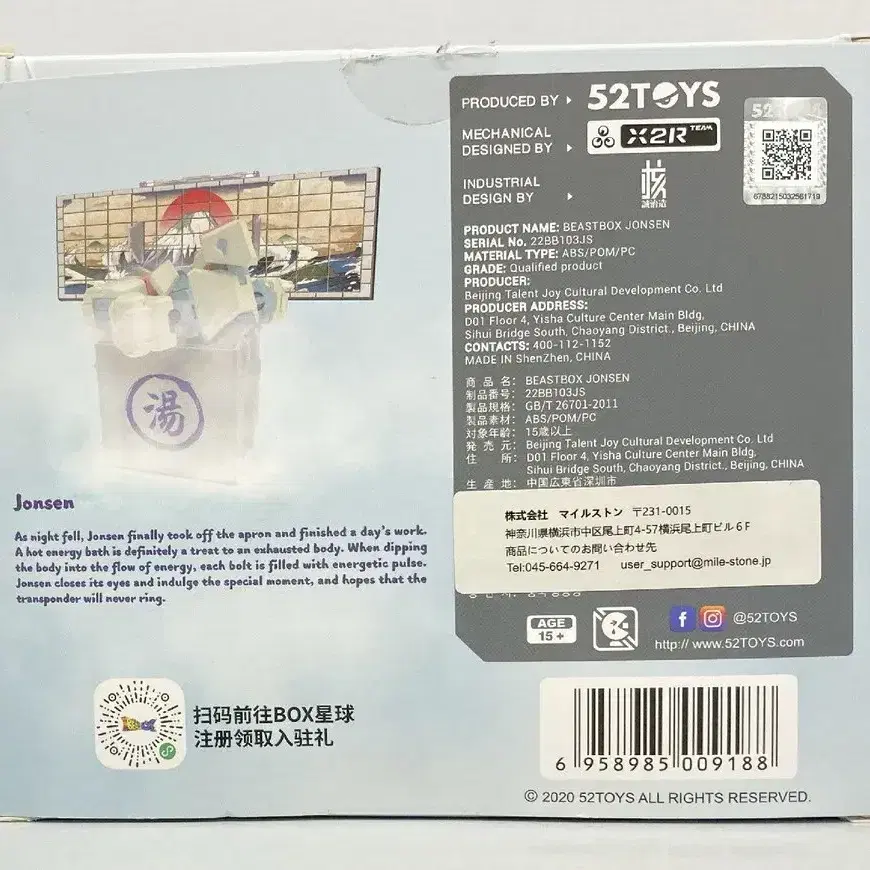 PRODUCED BY ▸ 52TOYS
MECHANICAL
DESIGNED BY ▸ X2R TEAM
INDUSTRIAL
DESIGN BY ▸ 核
誠治造
52TOYS
6788215032561719
PRODUCT NAME: BEASTBOX JONSEN
SERIAL No. 22BB103JS
MATERIAL TYPE: ABS/POM/PC
GRADE: Qualified product
PRODUCER:
Beijing Talent Joy Cultural Development Co. Ltd
PRODUCER ADDRESS:
D01 Floor 4, Yisha Culture Center Main Bldg,
Sihui Bridge South, Chaoyang District., Beijing, CHINA
CONTACTS: 400-112-1152
MADE IN ShenZhen, CHINA
商品名: BEASTBOX JONSEN
制品番号: 22BB103JS
製品規格: GB/T 26701-2011
製品素材: ABS/POM/PC
対象年齢: 15歳以上
発売元: Beijing Talent Joy Cultural Development Co. Ltd
住所: D01 Floor 4, Yisha Culture Center Main Bldg,
Sihui Bridge South, Chaoyang District., Beijing, CHINA
生産地: 中国広東省深圳市
株式会社 マイルストン 〒231-0015
神奈川県横浜市中区尾上町4-57横浜尾上町ビル6F
商品についてのお問い合わせ先
Tel:045-664-9271 user_support@mile-stone.jp
AGE
15+
@52TOYS
http:// www.52TOYS.com
湯
Jonsen
As night fell, Jonsen finally took off the apron and finished a day's work.
A hot energy bath is definitely a treat to an exhausted body. When dipping
the body into the flow of energy, each bolt is filled with energetic pulse.
Jonsen closes its eyes and indulge the special moment, and hopes that the
transponder will never ring.
BOX
扫码前往BOX星球
注册领取入驻礼
6 958985 009188
© 2020 52TOYS ALL RIGHTS RESERVED.